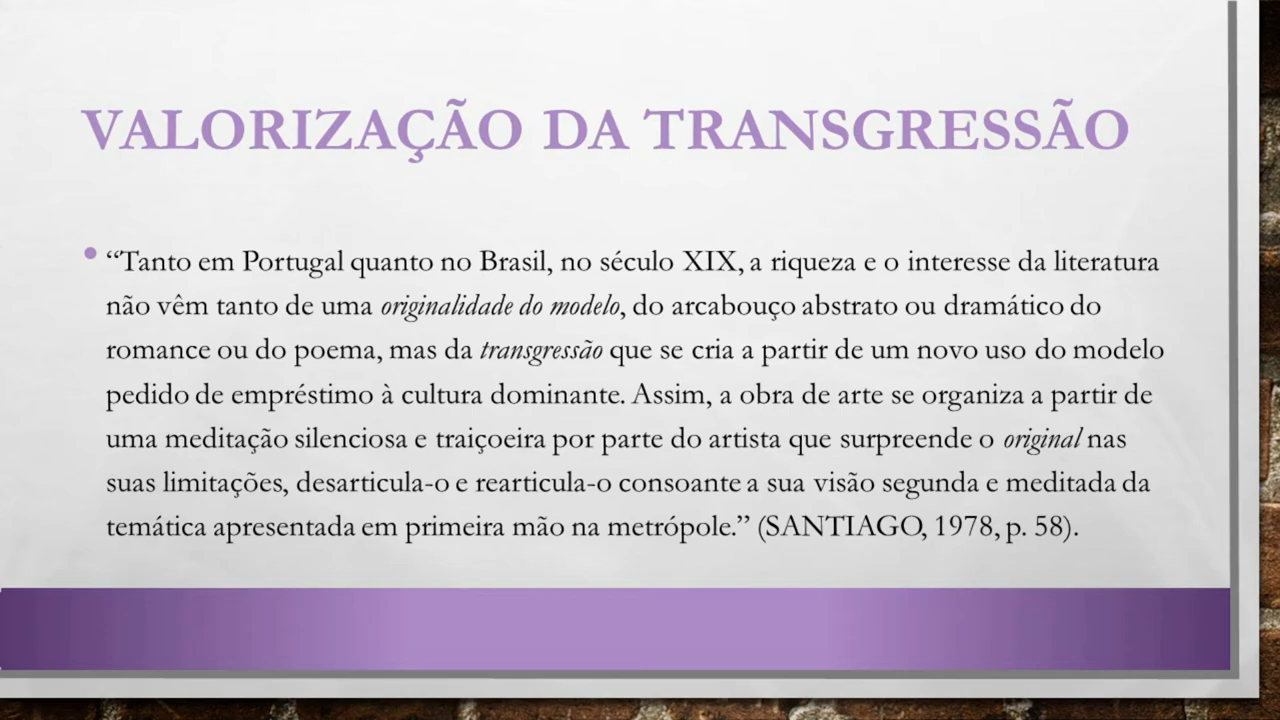 VALORIZAÇÃO DA TRANSGRESSÃO
• “Tanto em Portugal quanto no Brasil, no século XIX, a riqueza e o interesse da literatura
não vêm tanto de uma originalidade do modelo, do arcabouço abstrato ou dramático do
romance ou do poema, mas da transgressão que se cria a partir de um novo uso do modelo
pedido de empréstimo à cultura dominante. Assim, a obra de arte se organiza a partir de
uma meditação silenciosa e traiçoeira por parte do artista que surpreende o original nas
suas limitações, desarticula-o e rearticula-o consoante a sua visão segunda e meditada da
temática apresentada em primeira mão na metrópole.” (SANTIAGO, 1978, p. 58).